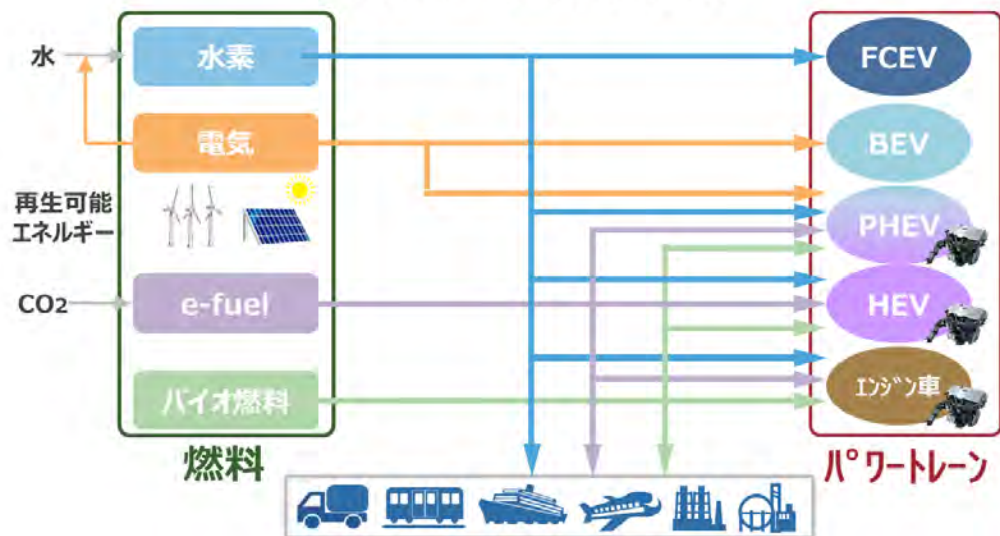 水
水素
FCEV
電気
BEV
再生可能
エネルギー
PHEV
CO2
e-fuel
HEV
バイオ燃料
エンジン車
燃料
パワートレーン